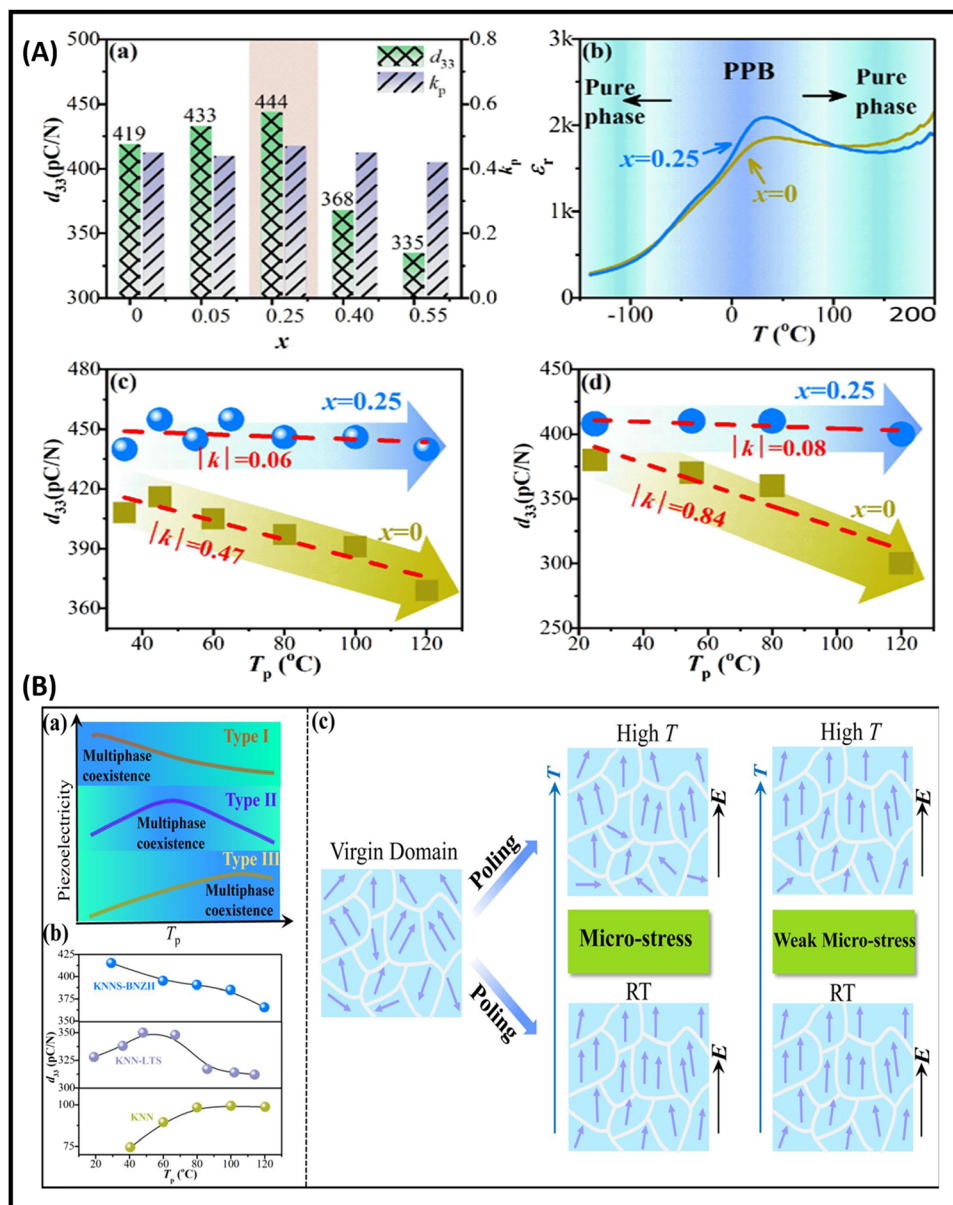 (A)
(a)
500
450
400
350
300
d33(pC/N)
419
433
444
368
335
d33
kp
0.8
0.6
0.4
0.2
0.0
kp
0
0.05
0.25
0.40
0.55
x
(b)
3k
2k
1k
0
εr
Pure
phase
PPB
Pure
phase
x=0.25
x=0
-100
0
100
200
T (°C)
(c)
480
450
420
390
360
d33(pC/N)
x=0.25
|k|=0.06
x=0
|k|=0.47
40
60
80
100
120
Tp (°C)
(d)
450
400
350
300
250
d33(pC/N)
x=0.25
|k|=0.08
x=0
|k|=0.84
20
40
60
80
100
120
Tp (°C)
(B)
(a)
Piezoelectricity
Type I
Multiphase
coexistence
Type II
Multiphase
coexistence
Type III
Multiphase
coexistence
Tp
(b)
425
400
375
350
KNNS-BNZH
350
325
300
KNN-LTS
d33 (pC/N)
100
75
KNN
20
40
60
80
100
120
Tp (°C)
(c)
Virgin Domain
Poling
Poling
High T
T
E
Micro-stress
RT
E
High T
T
E
Weak Micro-stress
RT
E